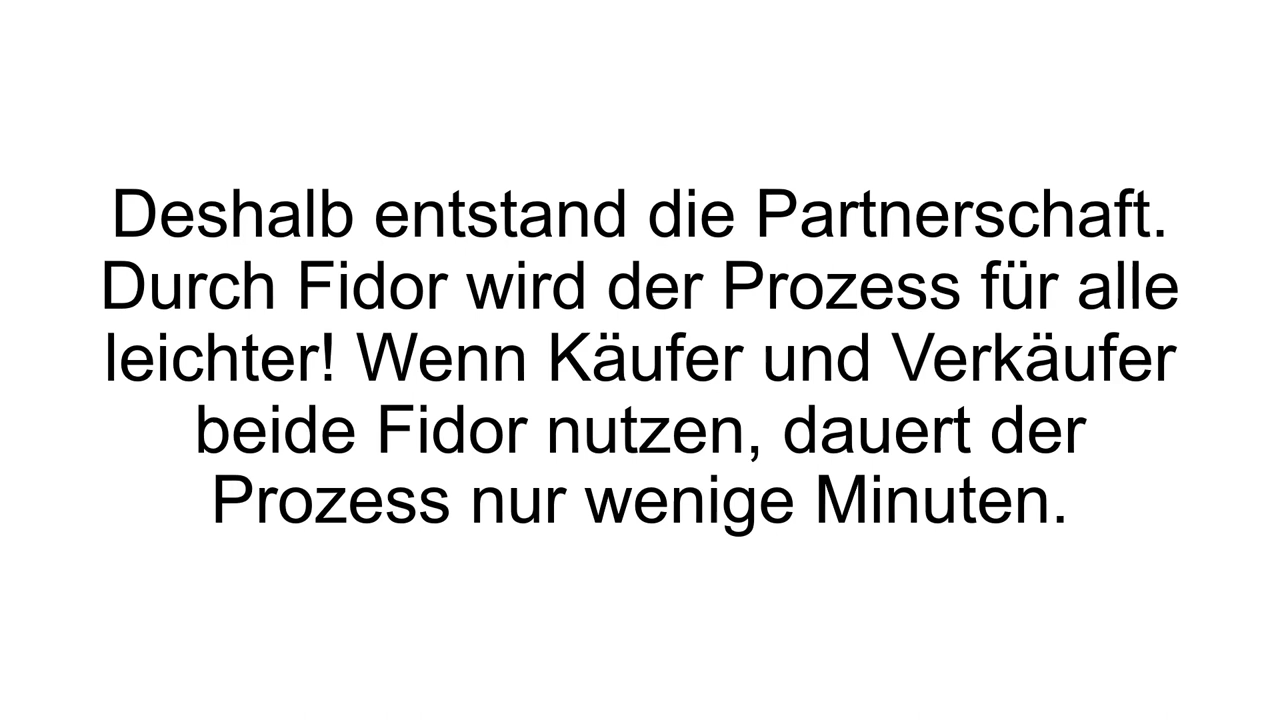 Deshalb entstand die Partnerschaft.
Durch Fidor wird der Prozess für alle
leichter! Wenn Käufer und Verkäufer
beide Fidor nutzen, dauert der
Prozess nur wenige Minuten.